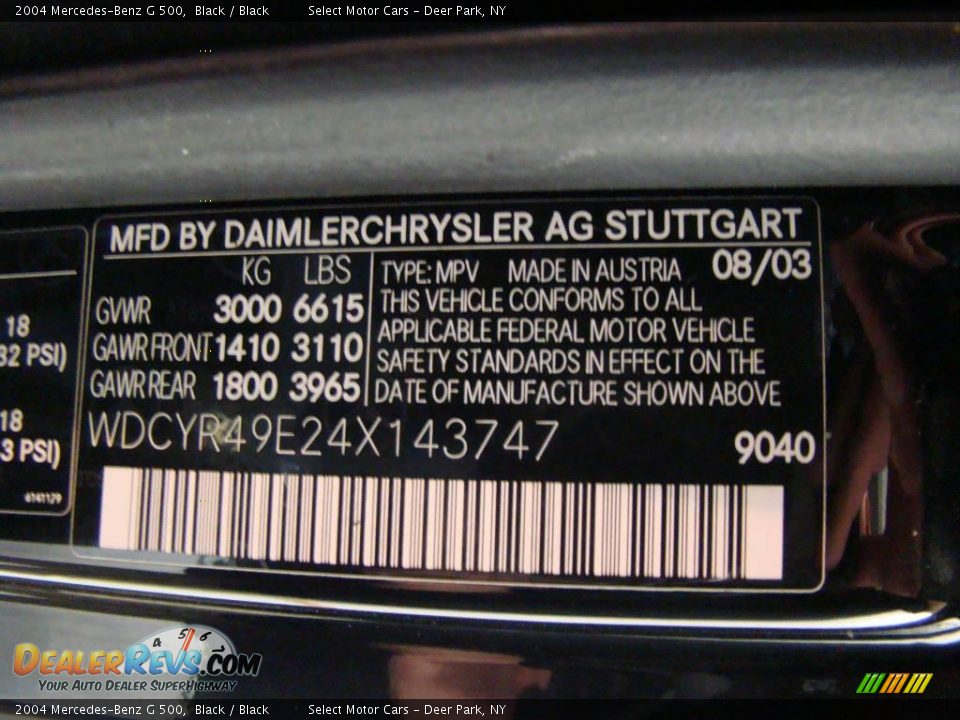 2004 Mercedes-Benz G 500, Black / Black Select Motor Cars - Deer Park, NY
MFD BY DAIMLERCHRYSLER AG STUTTGART
KG LBS
GVWR 3000 6615
GAWR FRONT 1410 3110
GAWR REAR 1800 3965
TYPE: MPV MADE IN AUSTRIA 08/03
THIS VEHICLE CONFORMS TO ALL
APPLICABLE FEDERAL MOTOR VEHICLE
SAFETY STANDARDS IN EFFECT ON THE
DATE OF MANUFACTURE SHOWN ABOVE
WDCYR49E24X143747
9040
18
32 PSI)
18
3 PSI)
4 5 6
DEALERREVS.COM
YOUR AUTO DEALER SUPERHIGHWAY
2004 Mercedes-Benz G 500, Black / Black Select Motor Cars - Deer Park, NY